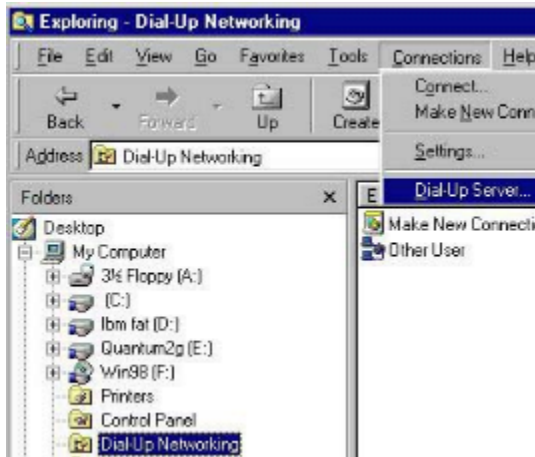 Exploring - Dial-Up Networking
File Edit View Go Favorites Tools Connections Help
Back Forward Up Create
Connect...
Make New Conn
Settings...
Dial-Up Server...
Address Dial-Up Networking
Folders x E
Desktop
My Computer
3½ Floppy (A:)
(C:)
Ibm fat (D:)
Quantum2g (E:)
Win98 (F:)
Printers
Control Panel
Dial-Up Networking
Make New Connecti
Other User